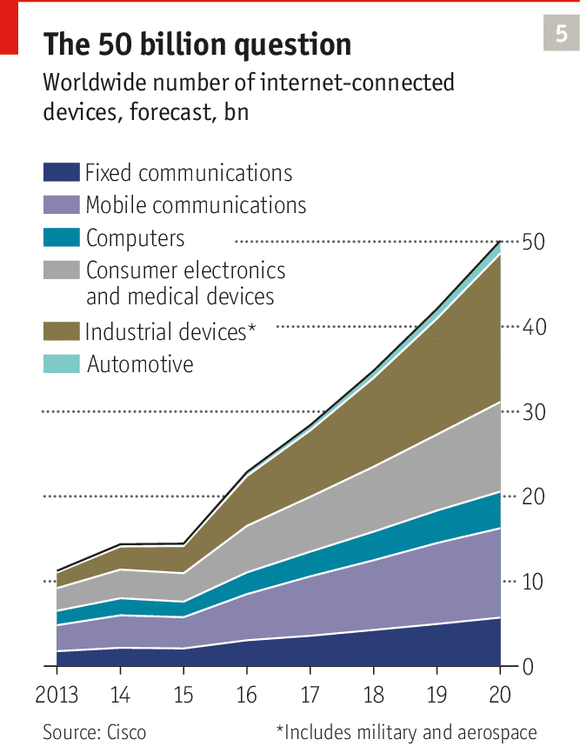 5
The 50 billion question
Worldwide number of internet-connected
devices, forecast, bn
Fixed communications
Mobile communications
Computers
Consumer electronics
and medical devices
Industrial devices*
Automotive
50
40
30
20
10
0
2013 14 15 16 17 18 19 20
Source: Cisco *Includes military and aerospace